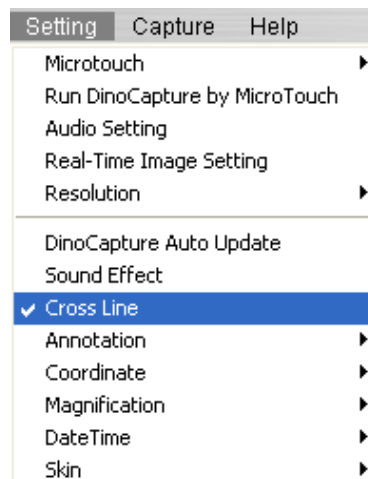 Setting Capture Help
Microtouch
Run DinoCapture by MicroTouch
Audio Setting
Real-Time Image Setting
Resolution
DinoCapture Auto Update
Sound Effect
Cross Line
Annotation
Coordinate
Magnification
DateTime
Skin